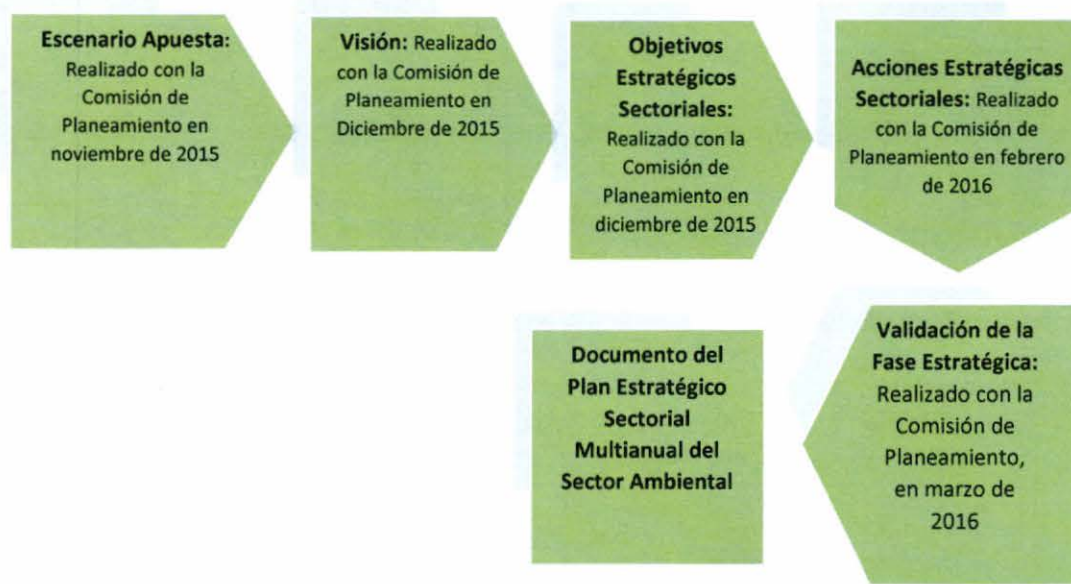 Escenario Apuesta:
Realizado con la
Comisión de
Planeamiento en
noviembre de 2015
Visión: Realizado
con la Comisión de
Planeamiento en
Diciembre de 2015
Objetivos
Estratégicos
Sectoriales:
Realizado con la
Comisión de
Planeamiento en
diciembre de 2015
Acciones Estratégicas
Sectoriales: Realizado
con la Comisión de
Planeamiento en febrero
de 2016
Validación de la
Fase Estratégica:
Realizado con la
Comisión de
Planeamiento,
en marzo de
2016
Documento del
Plan Estratégico
Sectorial
Multianual del
Sector Ambiental